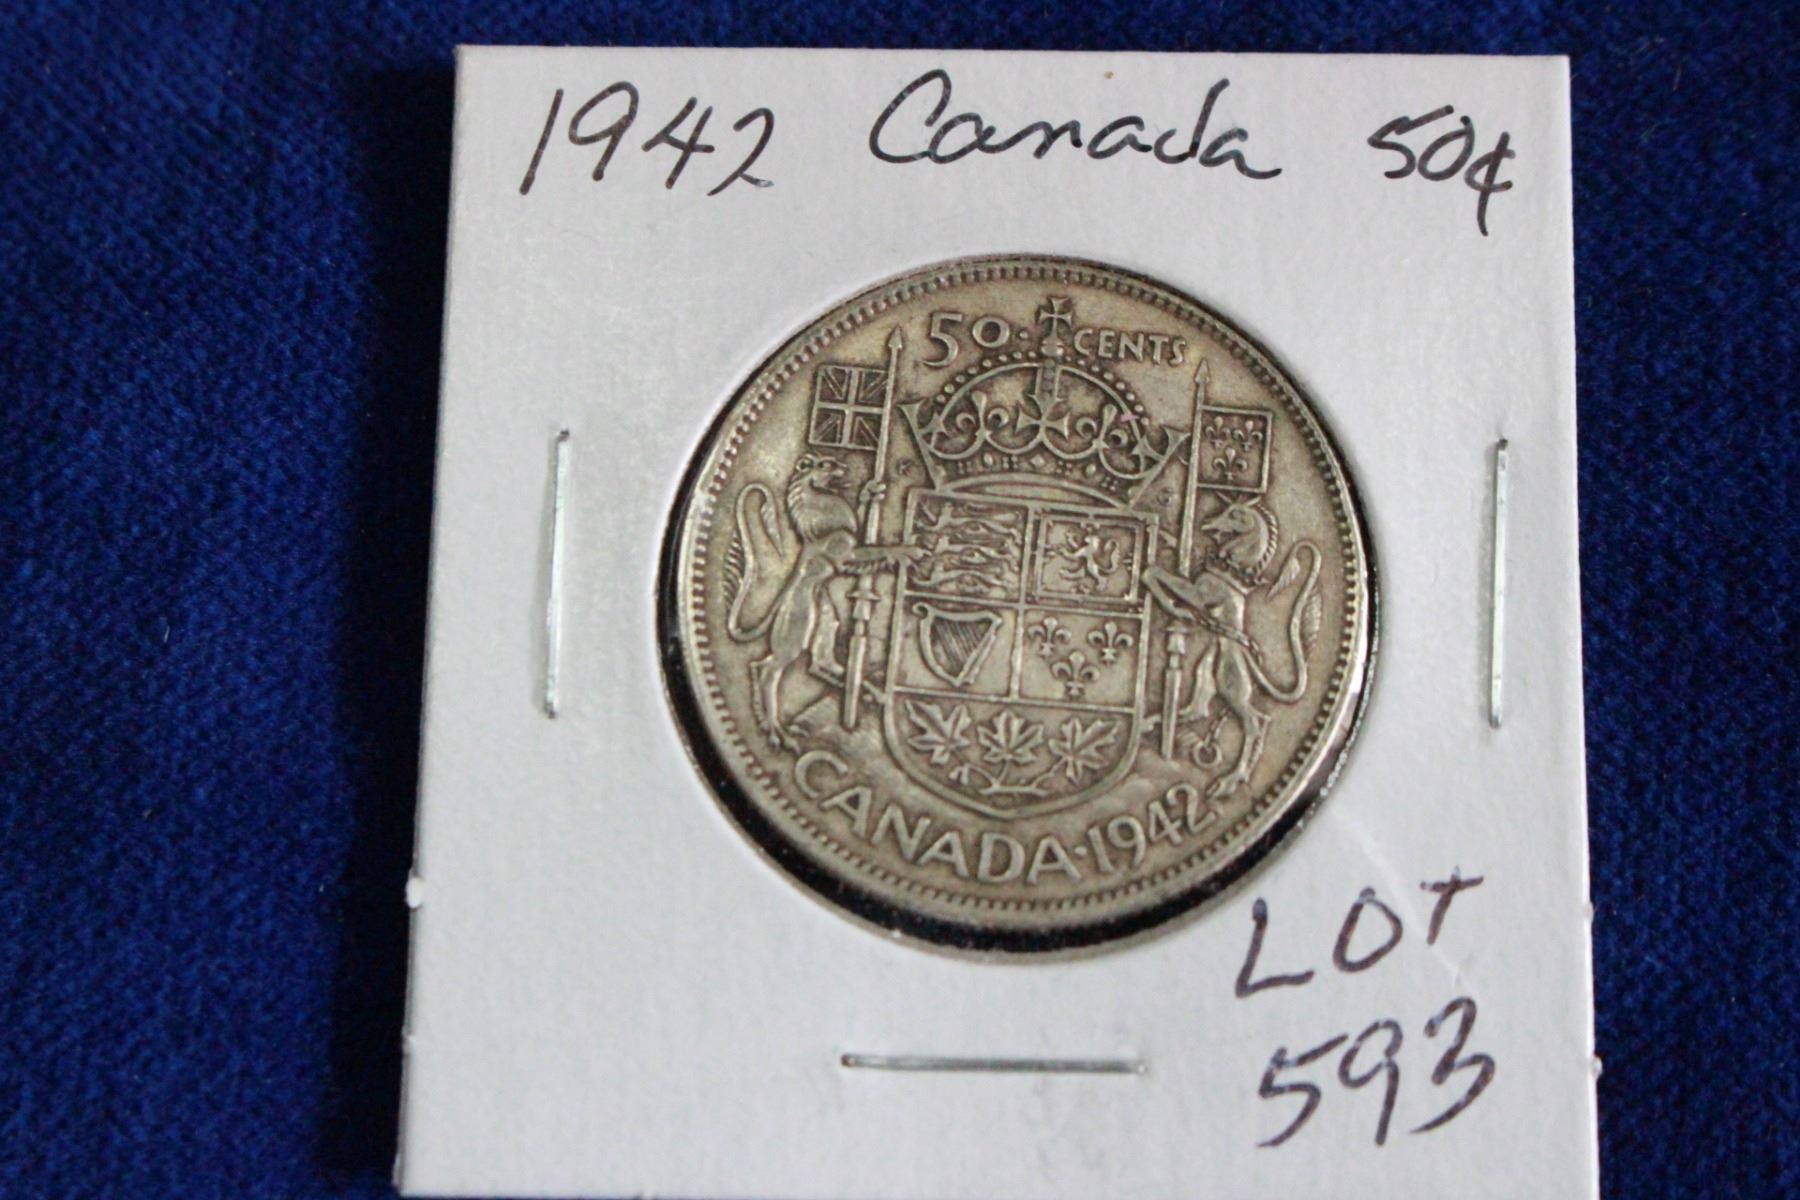 1942 Canada 50¢
50 · CENTS
CANADA · 1942
LOT
593